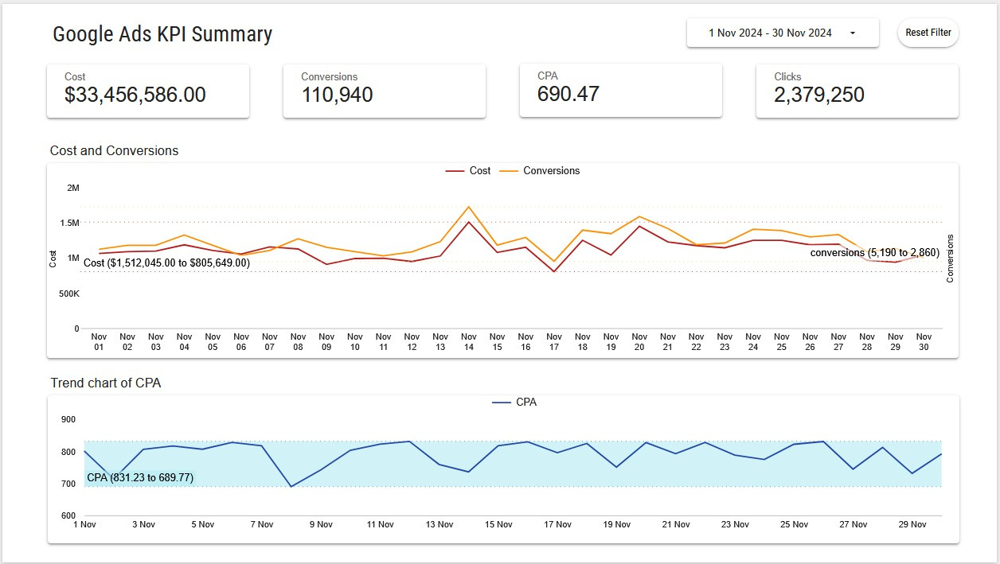 Google Ads KPI Summary
1 Nov 2024 - 30 Nov 2024
Reset Filter
Cost
$33,456,586.00
Conversions
110,940
CPA
690.47
Clicks
2,379,250
Cost and Conversions
Cost
Conversions
2M
1.5M
1M
500K
0
Cost
Conversions
Cost ($1,512,045.00 to $805,649.00)
conversions (5,190 to 2,860)
Nov 01
Nov 02
Nov 03
Nov 04
Nov 05
Nov 06
Nov 07
Nov 08
Nov 09
Nov 10
Nov 11
Nov 12
Nov 13
Nov 14
Nov 15
Nov 16
Nov 17
Nov 18
Nov 19
Nov 20
Nov 21
Nov 22
Nov 23
Nov 24
Nov 25
Nov 26
Nov 27
Nov 28
Nov 29
Nov 30
Trend chart of CPA
CPA
900
800
700
600
CPA (831.23 to 689.77)
1 Nov
3 Nov
5 Nov
7 Nov
9 Nov
11 Nov
13 Nov
15 Nov
17 Nov
19 Nov
21 Nov
23 Nov
25 Nov
27 Nov
29 Nov